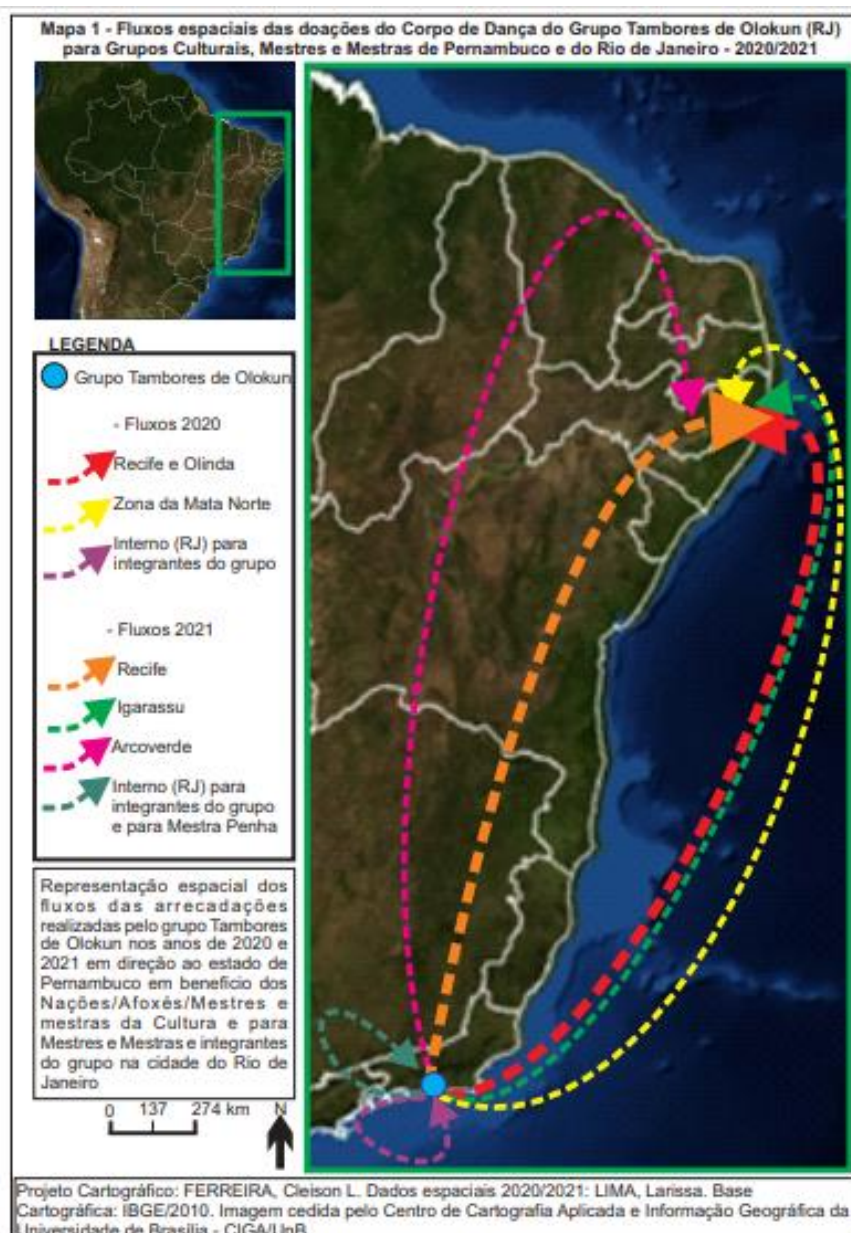 Mapa 1 - Fluxos espaciais das doações do Corpo de Dança do Grupo Tambores de Olokun (RJ)
para Grupos Culturais, Mestres e Mestras de Pernambuco e do Rio de Janeiro - 2020/2021
LEGENDA
Grupo Tambores de Olokun
- Fluxos 2020
Recife e Olinda
Zona da Mata Norte
Interno (RJ) para
integrantes do grupo
- Fluxos 2021
Recife
Igarassu
Arcoverde
Interno (RJ) para
integrantes do grupo
e para Mestra Penha
Representação espacial dos
fluxos das arrecadações
realizadas pelo grupo Tambores
de Olokun nos anos de 2020 e
2021 em direção ao estado de
Pernambuco em benefício dos
Nações/Afoxés/Mestres e
mestras da Cultura e para
Mestres e Mestras e integrantes
do grupo na cidade do Rio de
Janeiro
0 137 274 km N
Projeto Cartográfico: FERREIRA, Cleison L. Dados espaciais 2020/2021: LIMA, Larissa. Base
Cartográfica: IBGE/2010. Imagem cedida pelo Centro de Cartografia Aplicada e Informação Geográfica da
Universidade de Brasília - CIGA/UnB